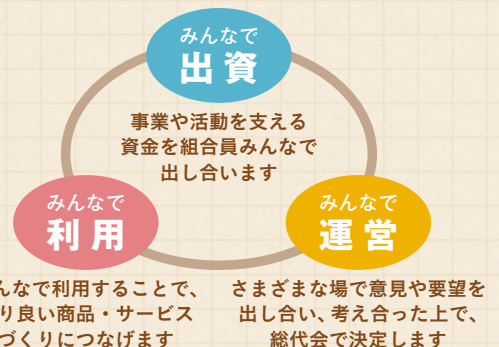 みんなで
出資
事業や活動を支える
資金を組合員みんなで
出し合います
みんなで
利用
んなで利用することで、
り良い商品・サービス
づくりにつなげます
みんなで
運営
さまざまな場で意見や要望を
出し合い、考え合った上で、
総代会で決定します